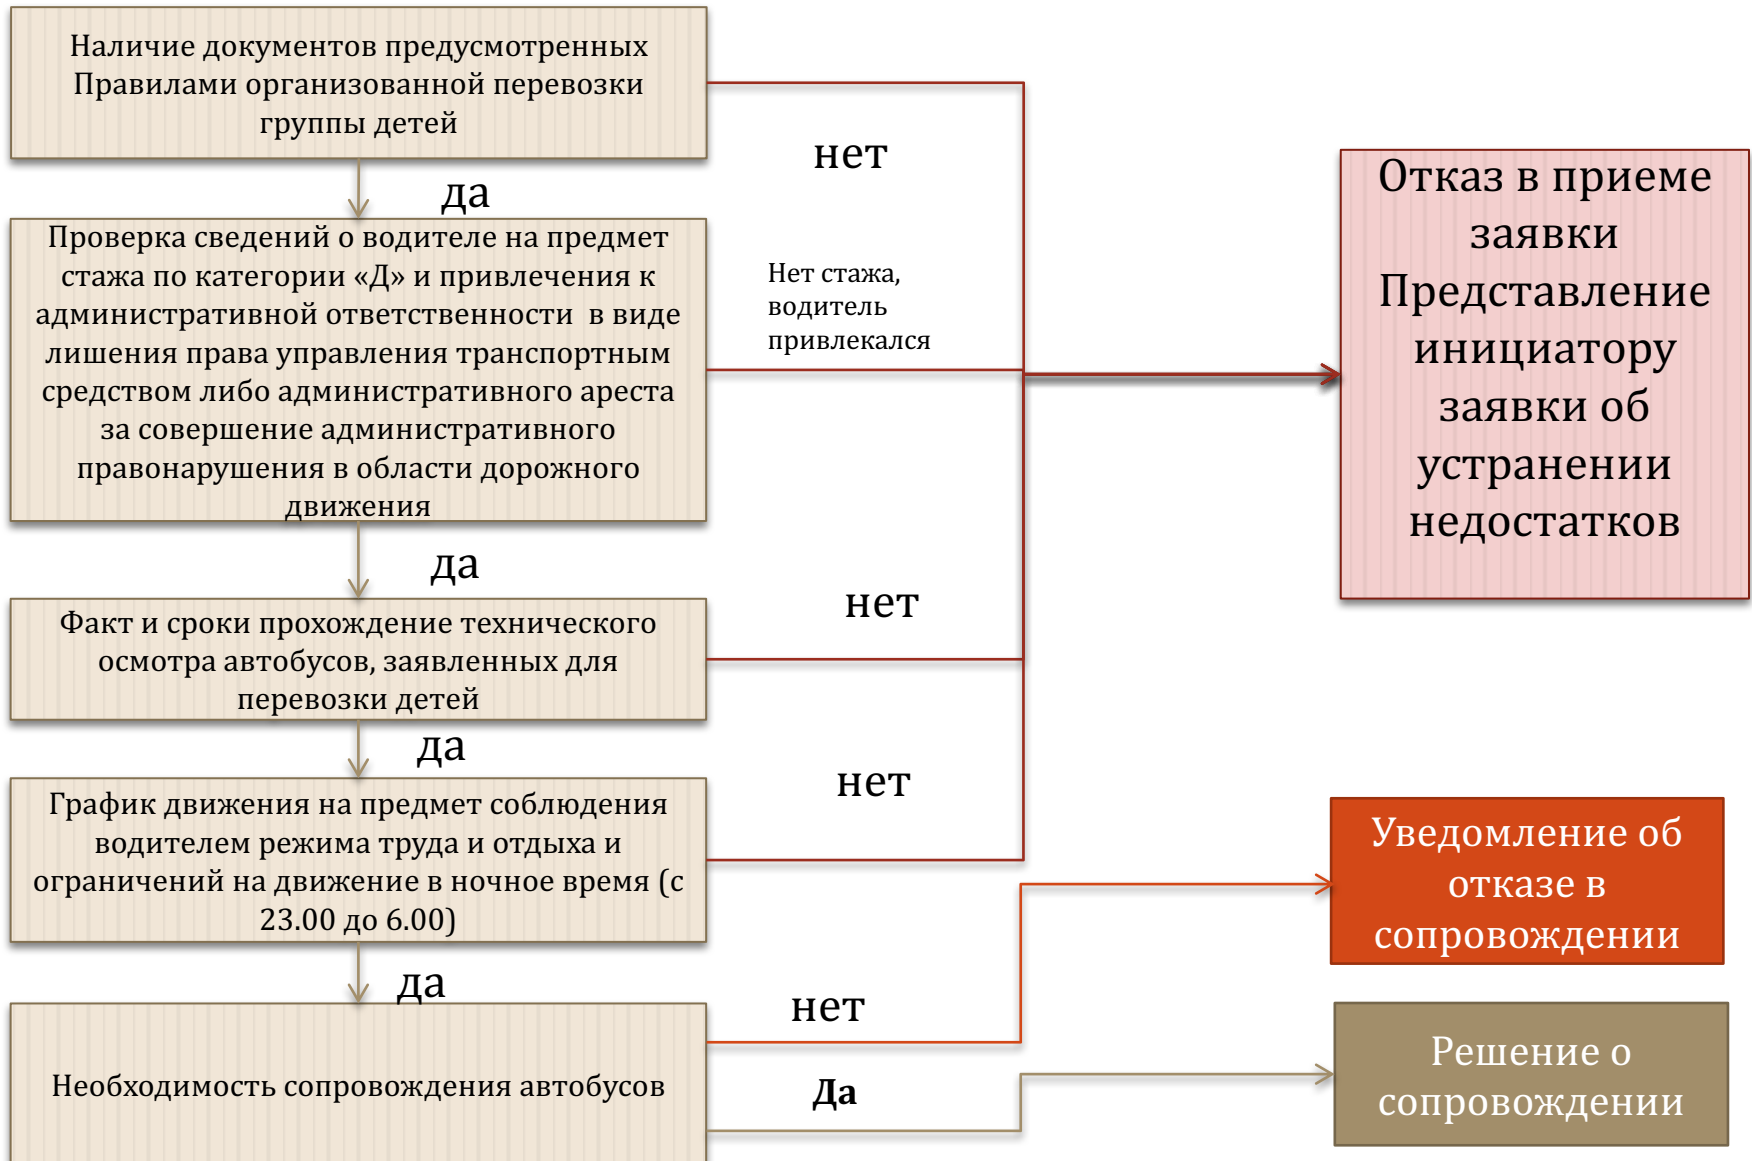 Наличие документов предусмотренных
Правилами организованной перевозки
группы детей
нет
да
Проверка сведений о водителе на предмет
стажа по категории «Д» и привлечения к
административной ответственности в виде
лишения права управления транспортным
средством либо административного ареста
за совершение административного
правонарушения в области дорожного
движения
Нет стажа,
водитель
привлекался
Отказ в приеме
заявки
Представление
инициатору
заявки об
устранении
недостатков
да
нет
Факт и сроки прохождение технического
осмотра автобусов, заявленных для
перевозки детей
да
нет
График движения на предмет соблюдения
водителем режима труда и отдыха и
ограничений на движение в ночное время (с
23.00 до 6.00)
Уведомление об
отказе в
сопровождении
да
нет
Необходимость сопровождения автобусов
Да
Решение о
сопровождении